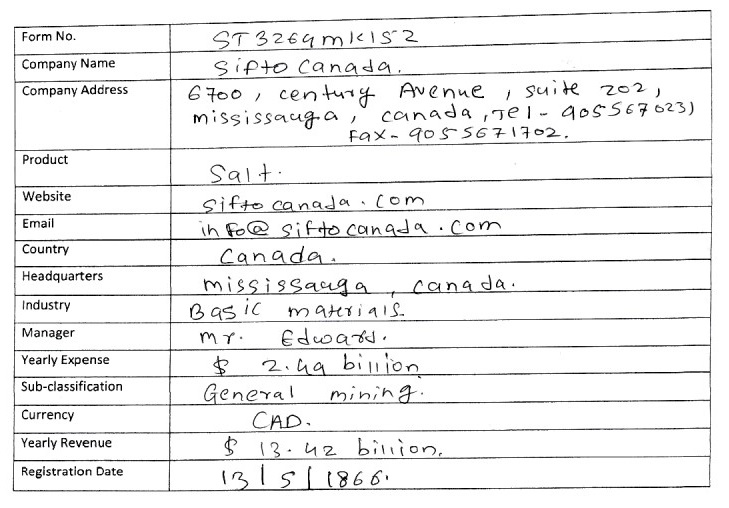 Form No. ST3269mk152
Company Name Sifto Canada.
Company Address 6700, century Avenue, suite 202,
mississauga, canada, Tel- 9055670231
Fax- 9055671702.
Product Salt.
Website siftocanada.com
Email info@siftocanada.com
Country Canada.
Headquarters mississauga, canada.
Industry Basic materials.
Manager mr. Edward.
Yearly Expense $ 2.49 billion
Sub-classification General mining.
Currency CAD.
Yearly Revenue $ 13.42 billion.
Registration Date 13|5|1866.